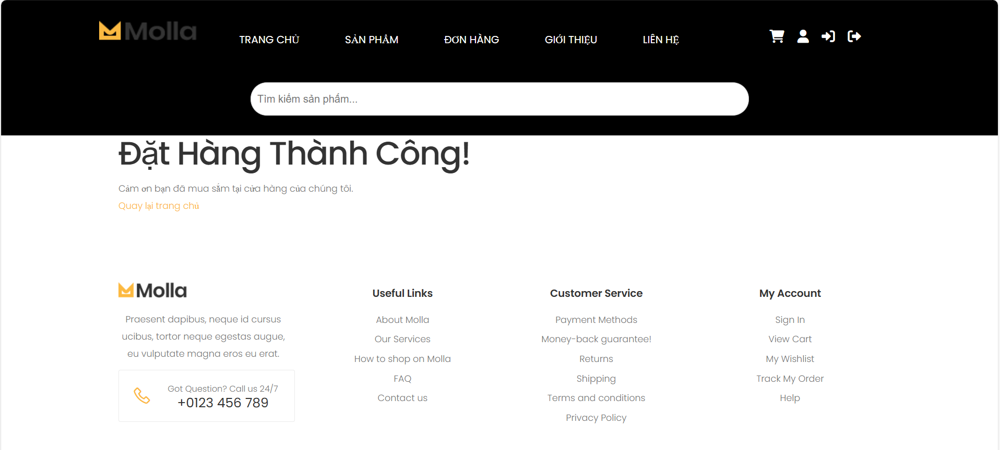 Molla
TRANG CHỦ
SẢN PHẨM
ĐƠN HÀNG
GIỚI THIỆU
LIÊN HỆ
Tìm kiếm sản phẩm...
Đặt Hàng Thành Công!
Cảm ơn bạn đã mua sắm tại cửa hàng của chúng tôi.
Quay lại trang chủ
Molla
Praesent dapibus, neque id cursus
ucibus, tortor neque egestas augue,
eu vulputate magna eros eu erat.
Got Question? Call us 24/7
+0123 456 789
Useful Links
About Molla
Our Services
How to shop on Molla
FAQ
Contact us
Customer Service
Payment Methods
Money-back guarantee!
Returns
Shipping
Terms and conditions
Privacy Policy
My Account
Sign In
View Cart
My Wishlist
Track My Order
Help